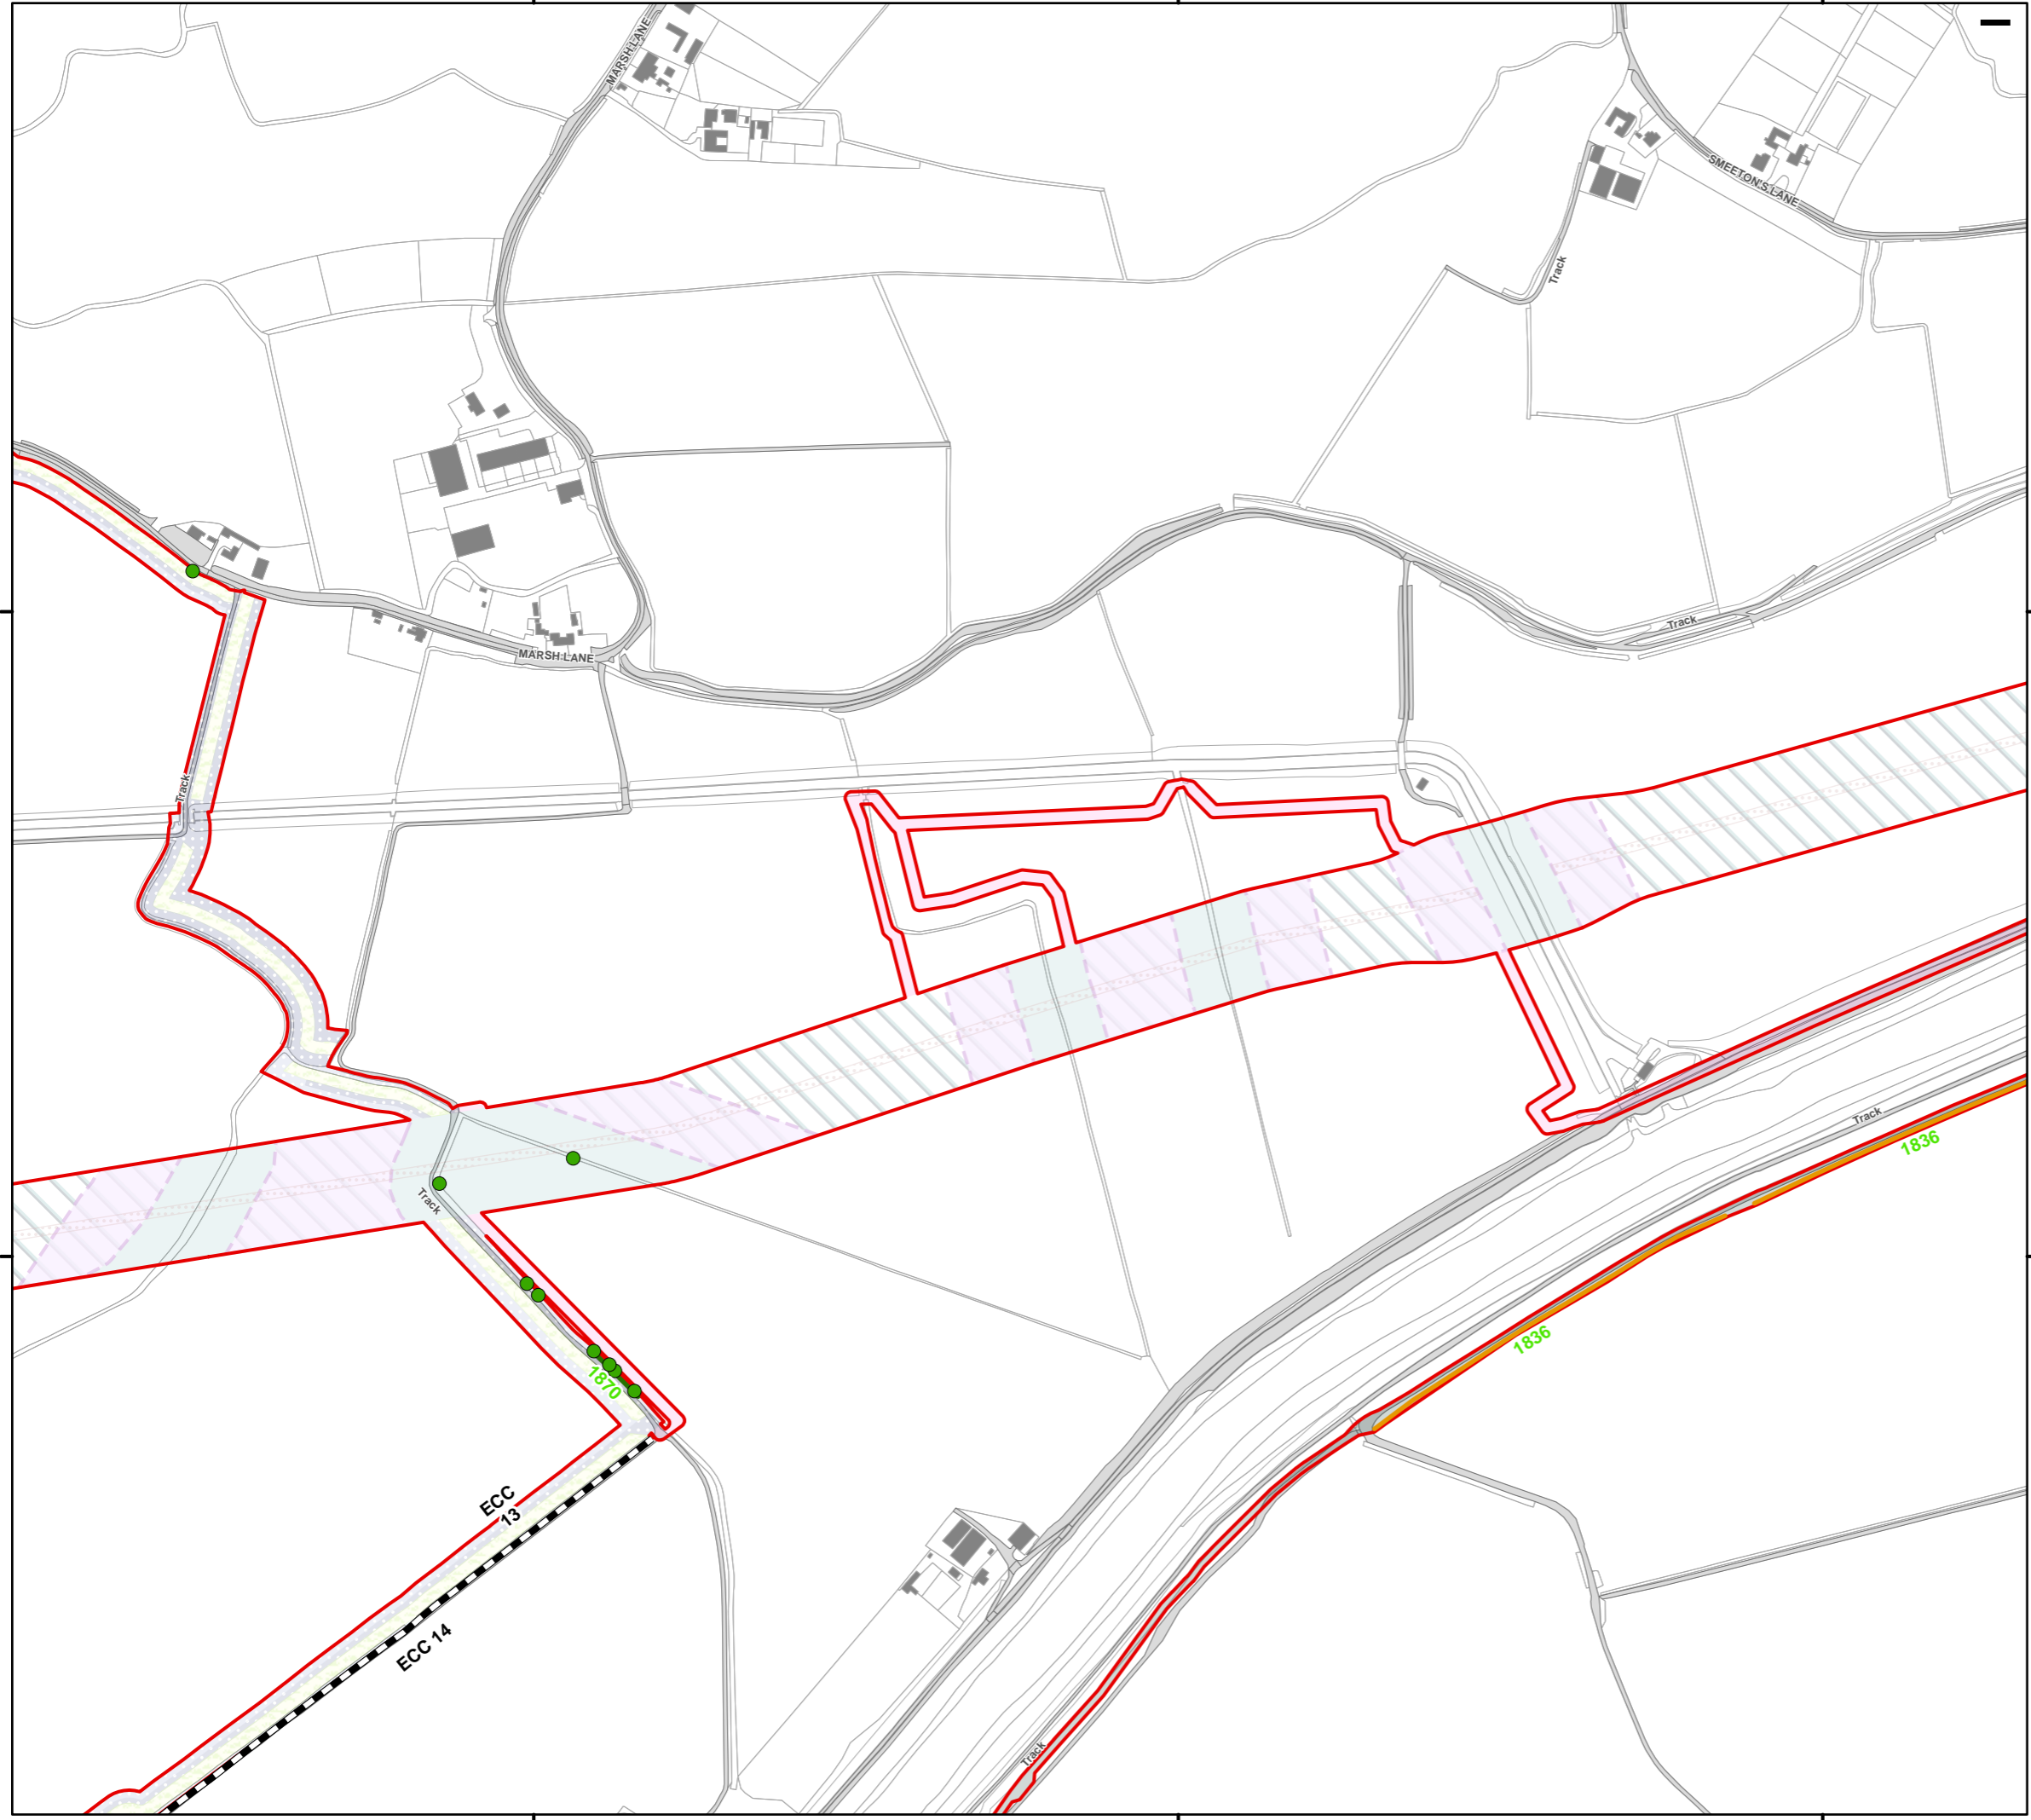 MARSH LANE
SMEETON'S LANE
Track
Track
MARSH LANE
Track
Track
1836
Track
1836
1870
ECC
13
ECC 14
Track